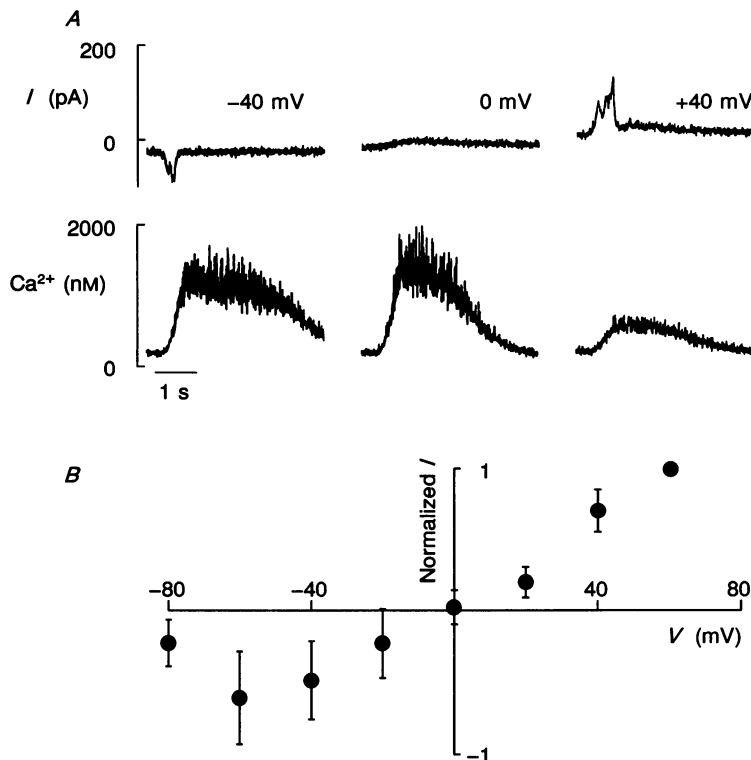 A
200
I (pA)
−40 mV
0 mV
+40 mV
0
2000
Ca²⁺ (nM)
0
1 s
B
Normalized I
1
−80
−40
40
80
V (mV)
−1